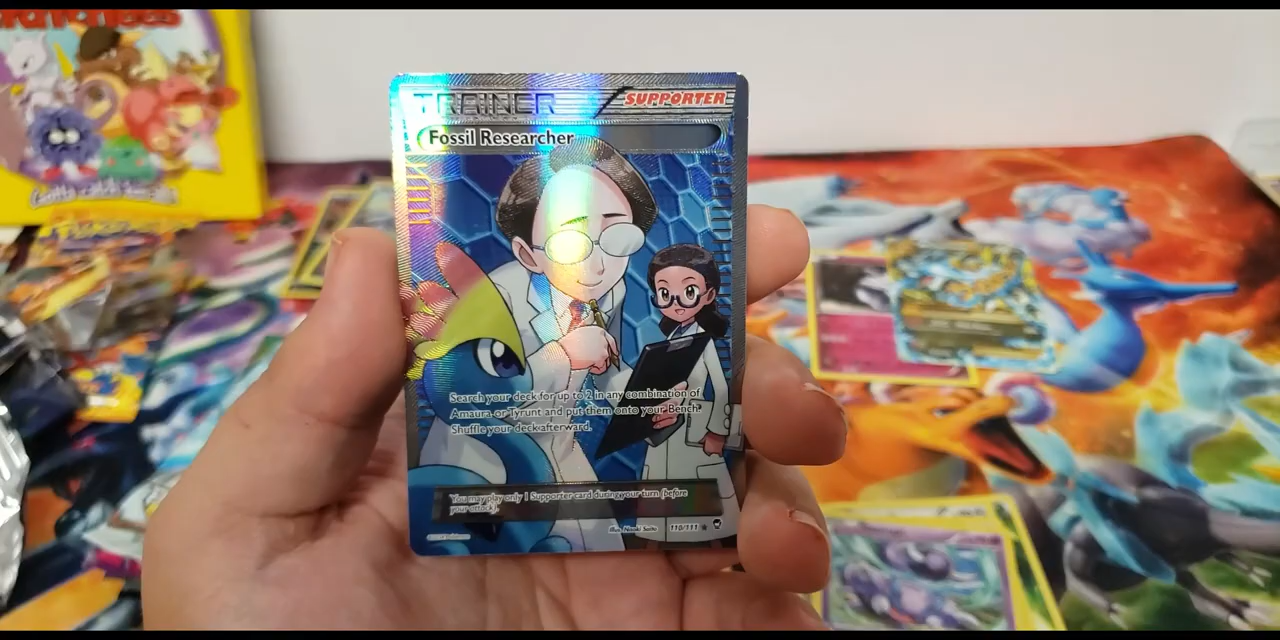 TRAINER SUPPORTER
Fossil Researcher
Search your deck for up to 2 in any combination of
Amaura or Tyrunt and put them onto your Bench.
Shuffle your deck afterward.
You may play only 1 Supporter card during your turn (before
your attack).
Illus. Naoki Saito 110/111